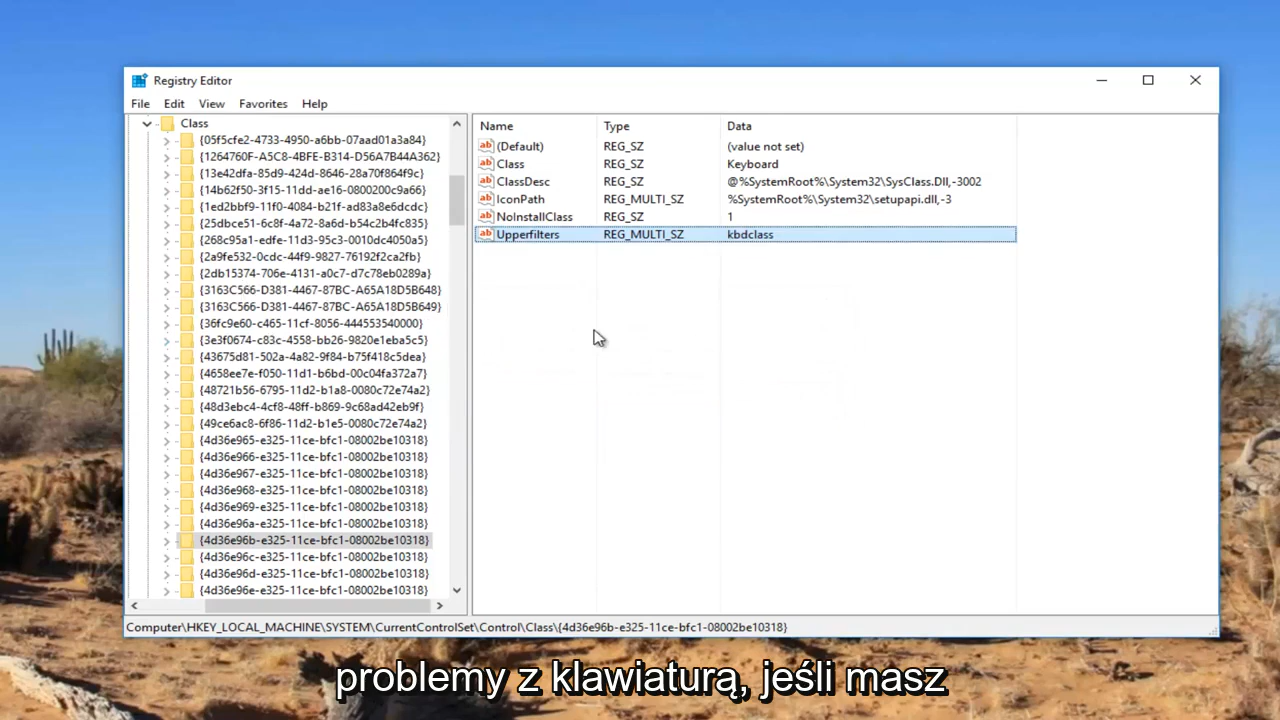 Registry Editor
File Edit View Favorites Help
Class
{05f5cfe2-4733-4950-a6bb-07aad01a3a84}
{1264760F-A5C8-4BFE-B314-D56A7B44A362}
{13e42dfa-85d9-424d-8646-28a70f864f9c}
{14b62f50-3f15-11dd-ae16-0800200c9a66}
{1ed2bbf9-11f0-4084-b21f-ad83a8e6dcdc}
{25dbce51-6c8f-4a72-8a6d-b54c2b4fc835}
{268c95a1-edfe-11d3-95c3-0010dc4050a5}
{2a9fe532-0cdc-44f9-9827-76192f2ca2fb}
{2db15374-706e-4131-a0c7-d7c78eb0289a}
{3163C566-D381-4467-87BC-A65A18D5B648}
{3163C566-D381-4467-87BC-A65A18D5B649}
{36fc9e60-c465-11cf-8056-444553540000}
{3e3f0674-c83c-4558-bb26-9820e1eba5c5}
{43675d81-502a-4a82-9f84-b75f418c5dea}
{4658ee7e-f050-11d1-b6bd-00c04fa372a7}
{48721b56-6795-11d2-b1a8-0080c72e74a2}
{48d3ebc4-4cf8-48ff-b869-9c68ad42eb9f}
{49ce6ac8-6f86-11d2-b1e5-0080c72e74a2}
{4d36e965-e325-11ce-bfc1-08002be10318}
{4d36e966-e325-11ce-bfc1-08002be10318}
{4d36e967-e325-11ce-bfc1-08002be10318}
{4d36e968-e325-11ce-bfc1-08002be10318}
{4d36e969-e325-11ce-bfc1-08002be10318}
{4d36e96a-e325-11ce-bfc1-08002be10318}
{4d36e96b-e325-11ce-bfc1-08002be10318}
{4d36e96c-e325-11ce-bfc1-08002be10318}
{4d36e96d-e325-11ce-bfc1-08002be10318}
{4d36e96e-e325-11ce-bfc1-08002be10318}
Name Type Data
(Default) REG_SZ (value not set)
Class REG_SZ Keyboard
ClassDesc REG_SZ @%SystemRoot%\System32\SysClass.Dll,-3002
IconPath REG_MULTI_SZ %SystemRoot%\System32\setupapi.dll,-3
NoInstallClass REG_SZ 1
Upperfilters REG_MULTI_SZ kbdclass
Computer\HKEY_LOCAL_MACHINE\SYSTEM\CurrentControlSet\Control\Class\{4d36e96b-e325-11ce-bfc1-08002be10318}
problemy z klawiaturą, jeśli masz